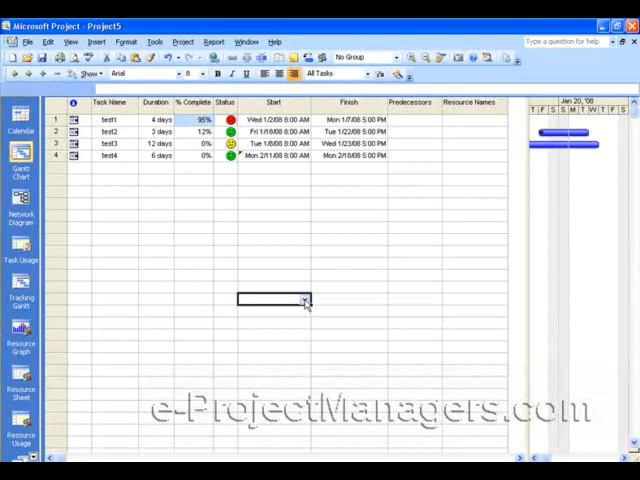 Microsoft Project - Project5
File Edit View Insert Format Tools Project Report Window Help Type a question for help
No Group
Show Arial 8 B I U All Tasks
Task Name Duration % Complete Status Start Finish Predecessors Resource Names Jan 20, '08
T F S S M T W T F S
1 test1 4 days 95% Wed 1/2/08 8:00 AM Mon 1/7/08 5:00 PM
2 test2 3 days 12% Fri 1/18/08 8:00 AM Tue 1/22/08 5:00 PM
3 test3 12 days 0% Tue 1/8/08 8:00 AM Wed 1/23/08 5:00 PM
4 test4 6 days 0% Mon 2/11/08 8:00 AM Mon 2/18/08 5:00 PM
Calendar
Gantt
Chart
Network
Diagram
Task Usage
Tracking
Gantt
Resource
Graph
Resource
Sheet
Resource
Usage
e-ProjectManagers.com